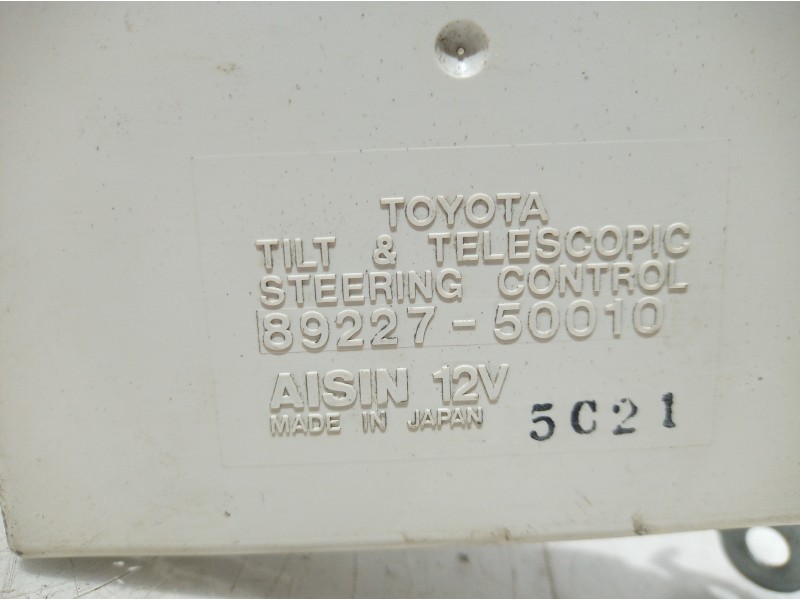 TOYOTA
TILT & TELESCOPIC
STEERING CONTROL
89227-50010
AISIN 12V
MADE IN JAPAN 5C21